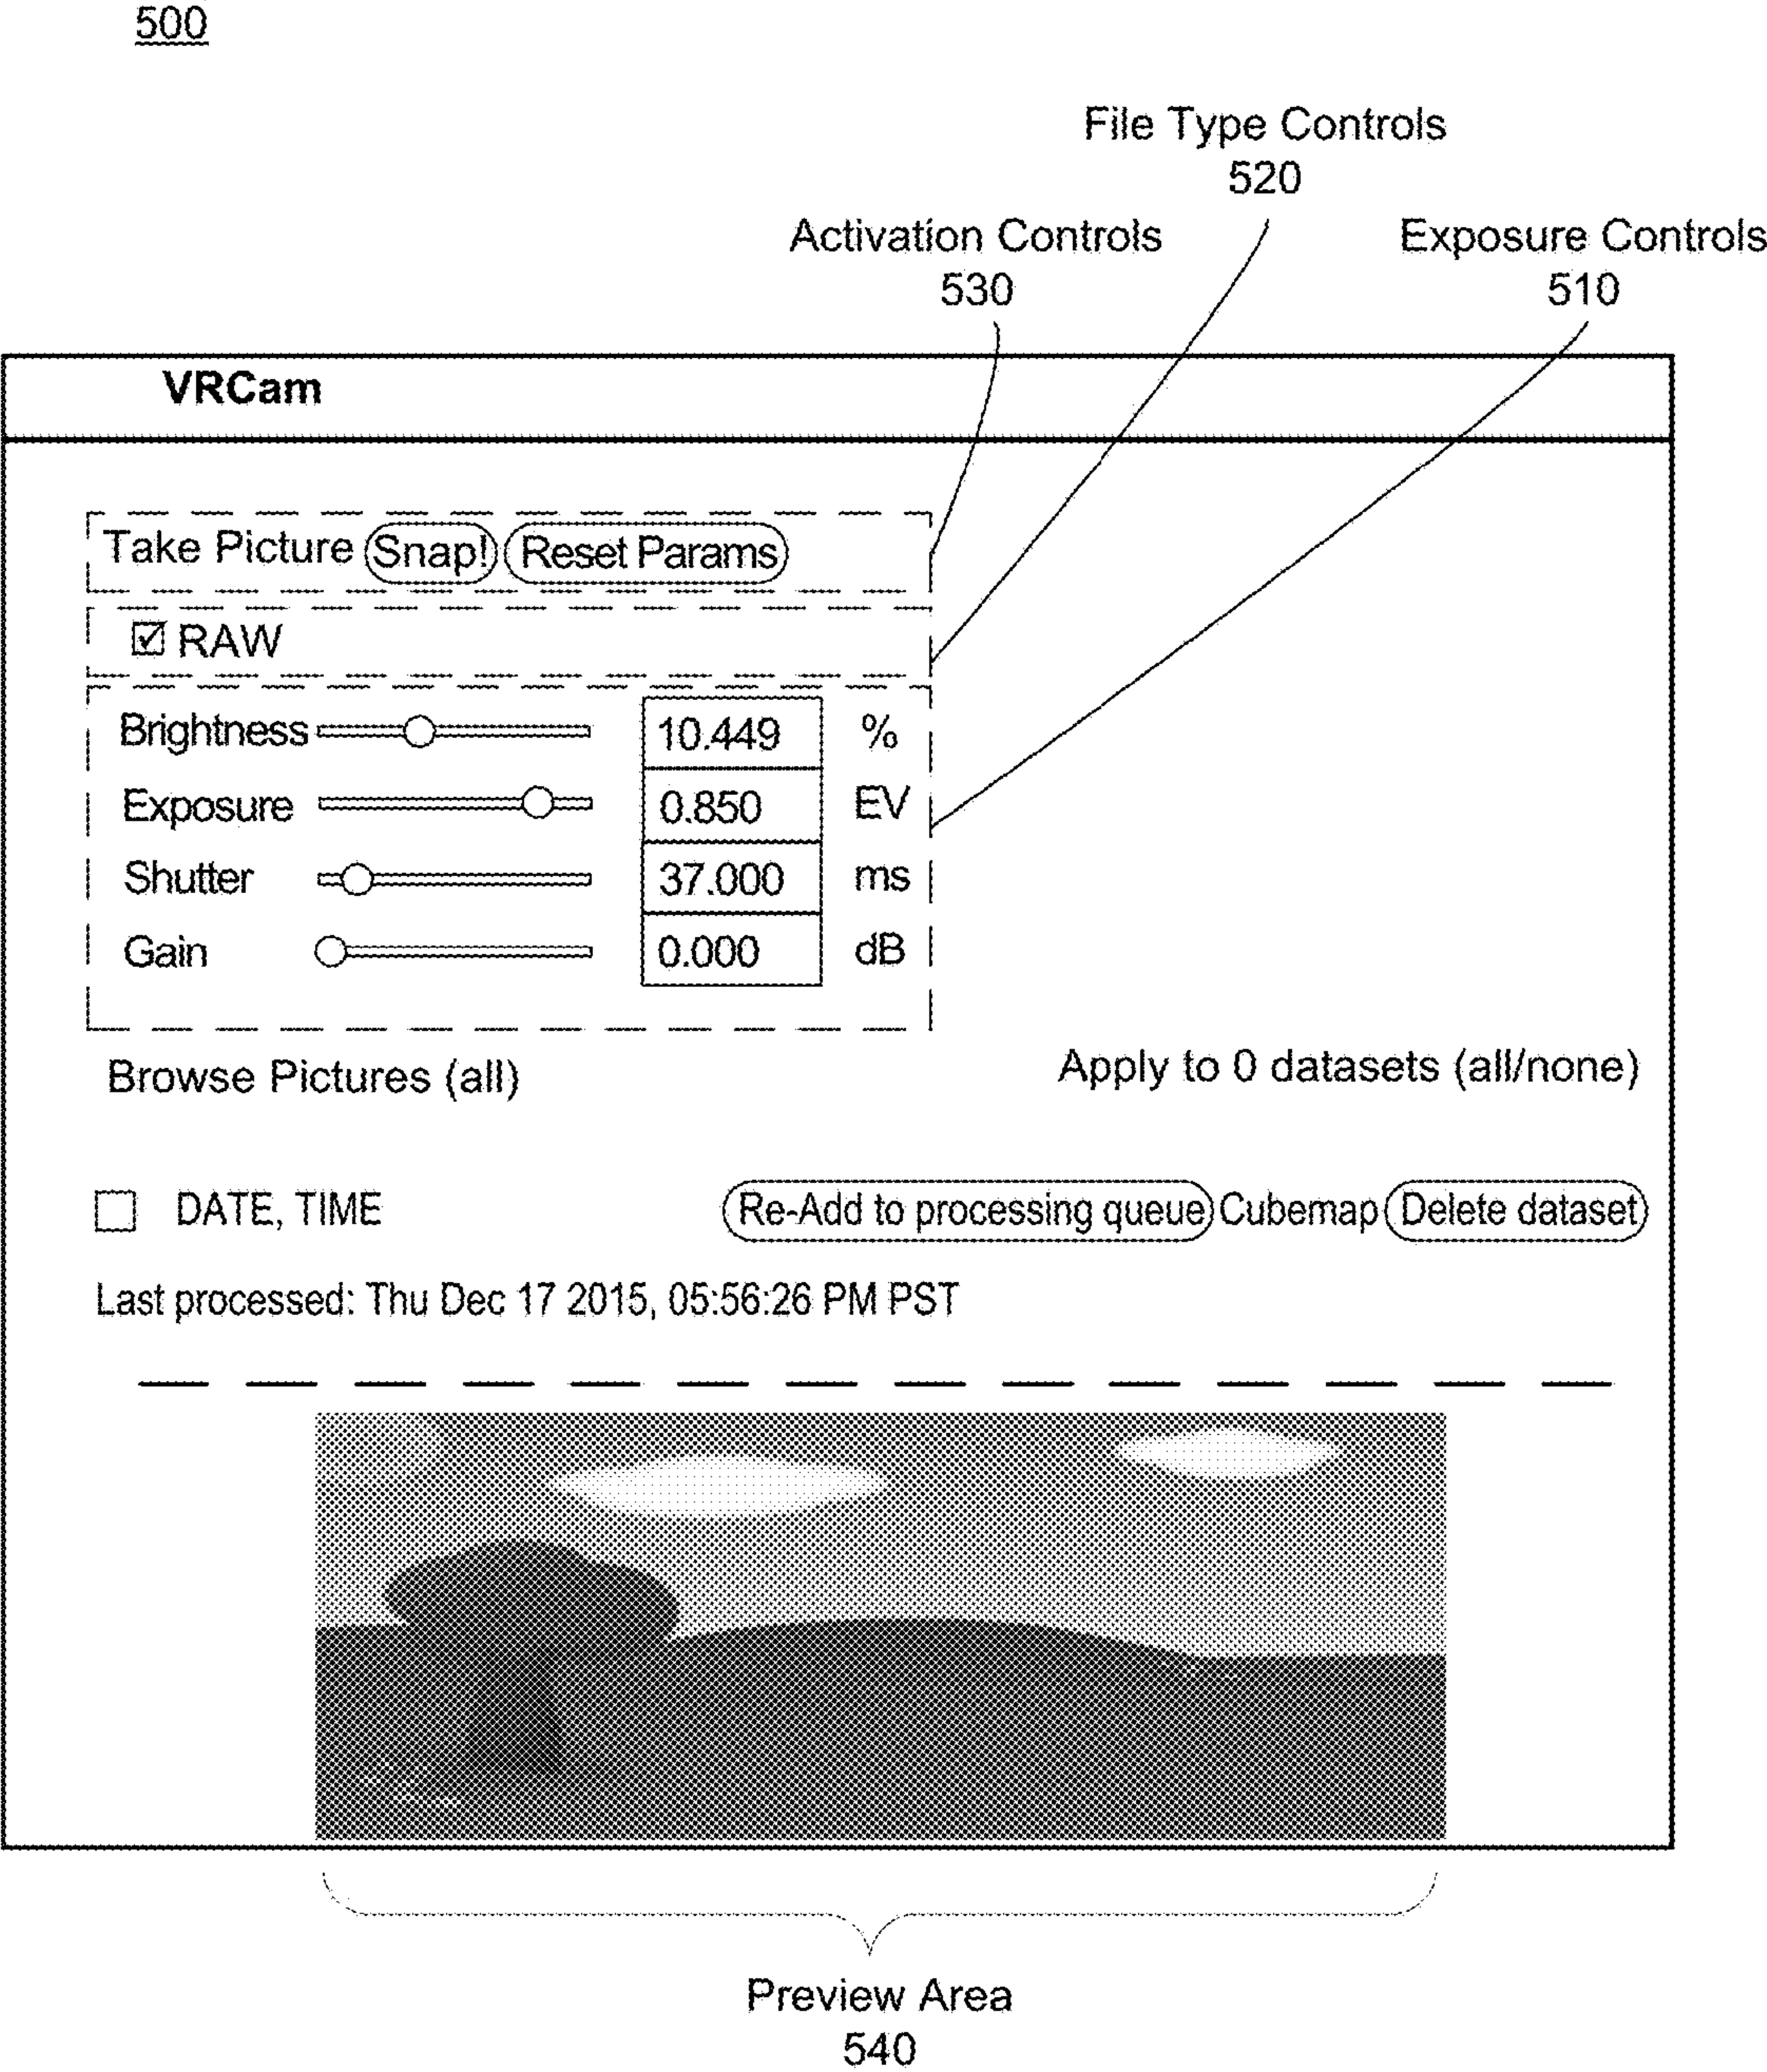 500
File Type Controls
520
Activation Controls
530
Exposure Controls
510
VRCam
Take Picture Snap! Reset Params
RAW
Brightness 10.449 %
Exposure 0.850 EV
Shutter 37.000 ms
Gain 0.000 dB
Browse Pictures (all)
Apply to 0 datasets (all/none)
DATE, TIME Re-Add to processing queue Cubemap Delete dataset
Last processed: Thu Dec 17 2015, 05:56:26 PM PST
Preview Area
540